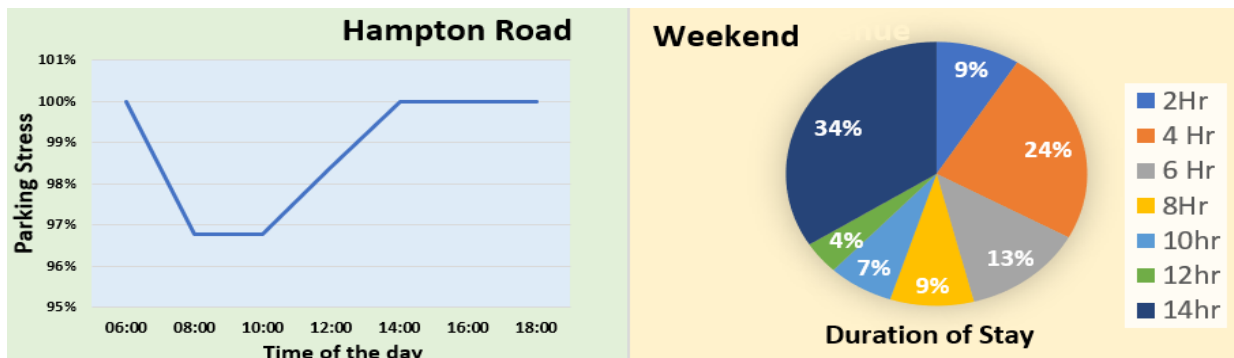 Hampton Road
101%
100%
99%
98%
97%
96%
95%
Parking Stress
06:00 08:00 10:00 12:00 14:00 16:00 18:00
Time of the day
Weekend
9%
24%
13%
9%
7%
4%
34%
2Hr
4 Hr
6 Hr
8Hr
10hr
12hr
14hr
Duration of Stay